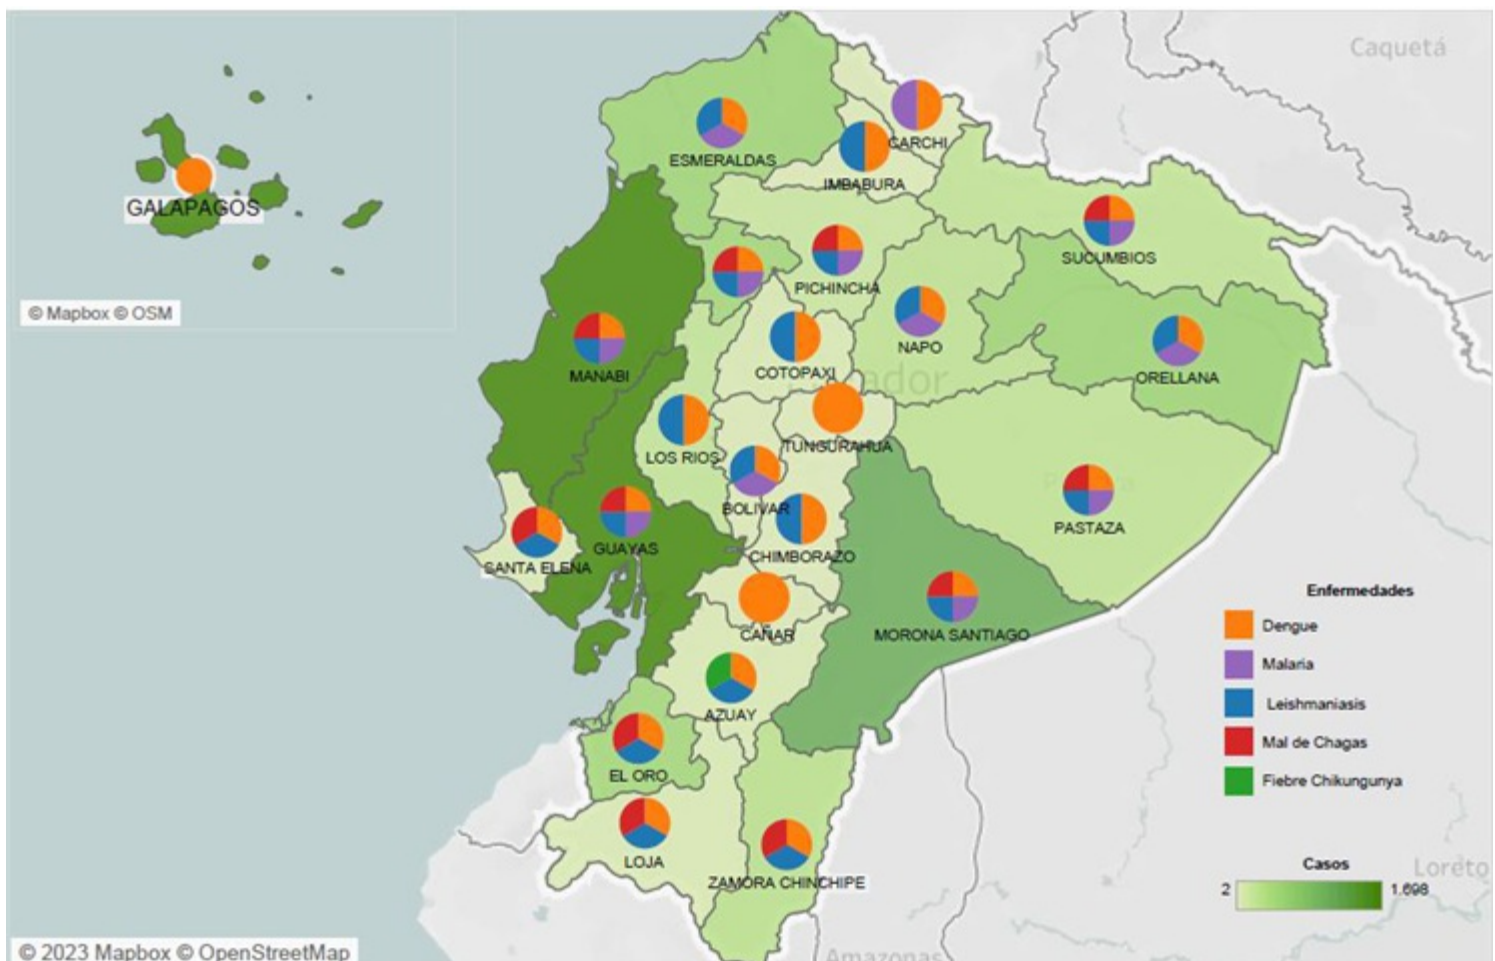 Caquetá
CARCHI
ESMERALDAS
IMBABURA
GALAPAGOS
SUCUMBIOS
PICHINCHA
© Mapbox © OSM
NAPO
MANABI
COTOPAXI
ORELLANA
TUNGURAHUA
LOS RIOS
BOLIVAR
PASTAZA
GUAYAS
CHIMBORAZO
SANTA ELENA
Enfermedades
Dengue
CAÑAR
MORONA SANTIAGO
Malaria
Leishmaniasis
AZUAY
Mal de Chagas
EL ORO
Fiebre Chikungunya
LOJA
Casos
Loreto
ZAMORA CHINCHIPE
2
1.698
© 2023 Mapbox © OpenStreetMap
Amazonas